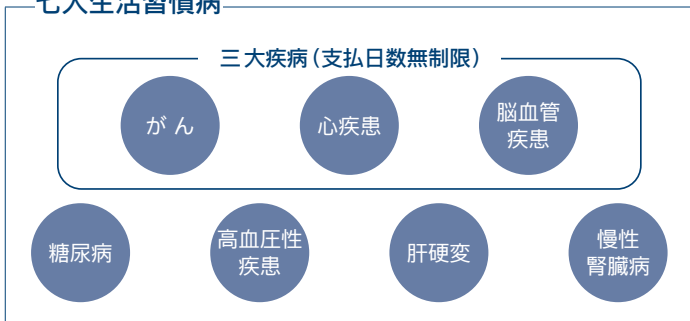 七大生活習慣病
三大疾病（支払日数無制限）
がん
心疾患
脳血管
疾患
糖尿病
高血圧性
疾患
肝硬変
慢性
腎臓病